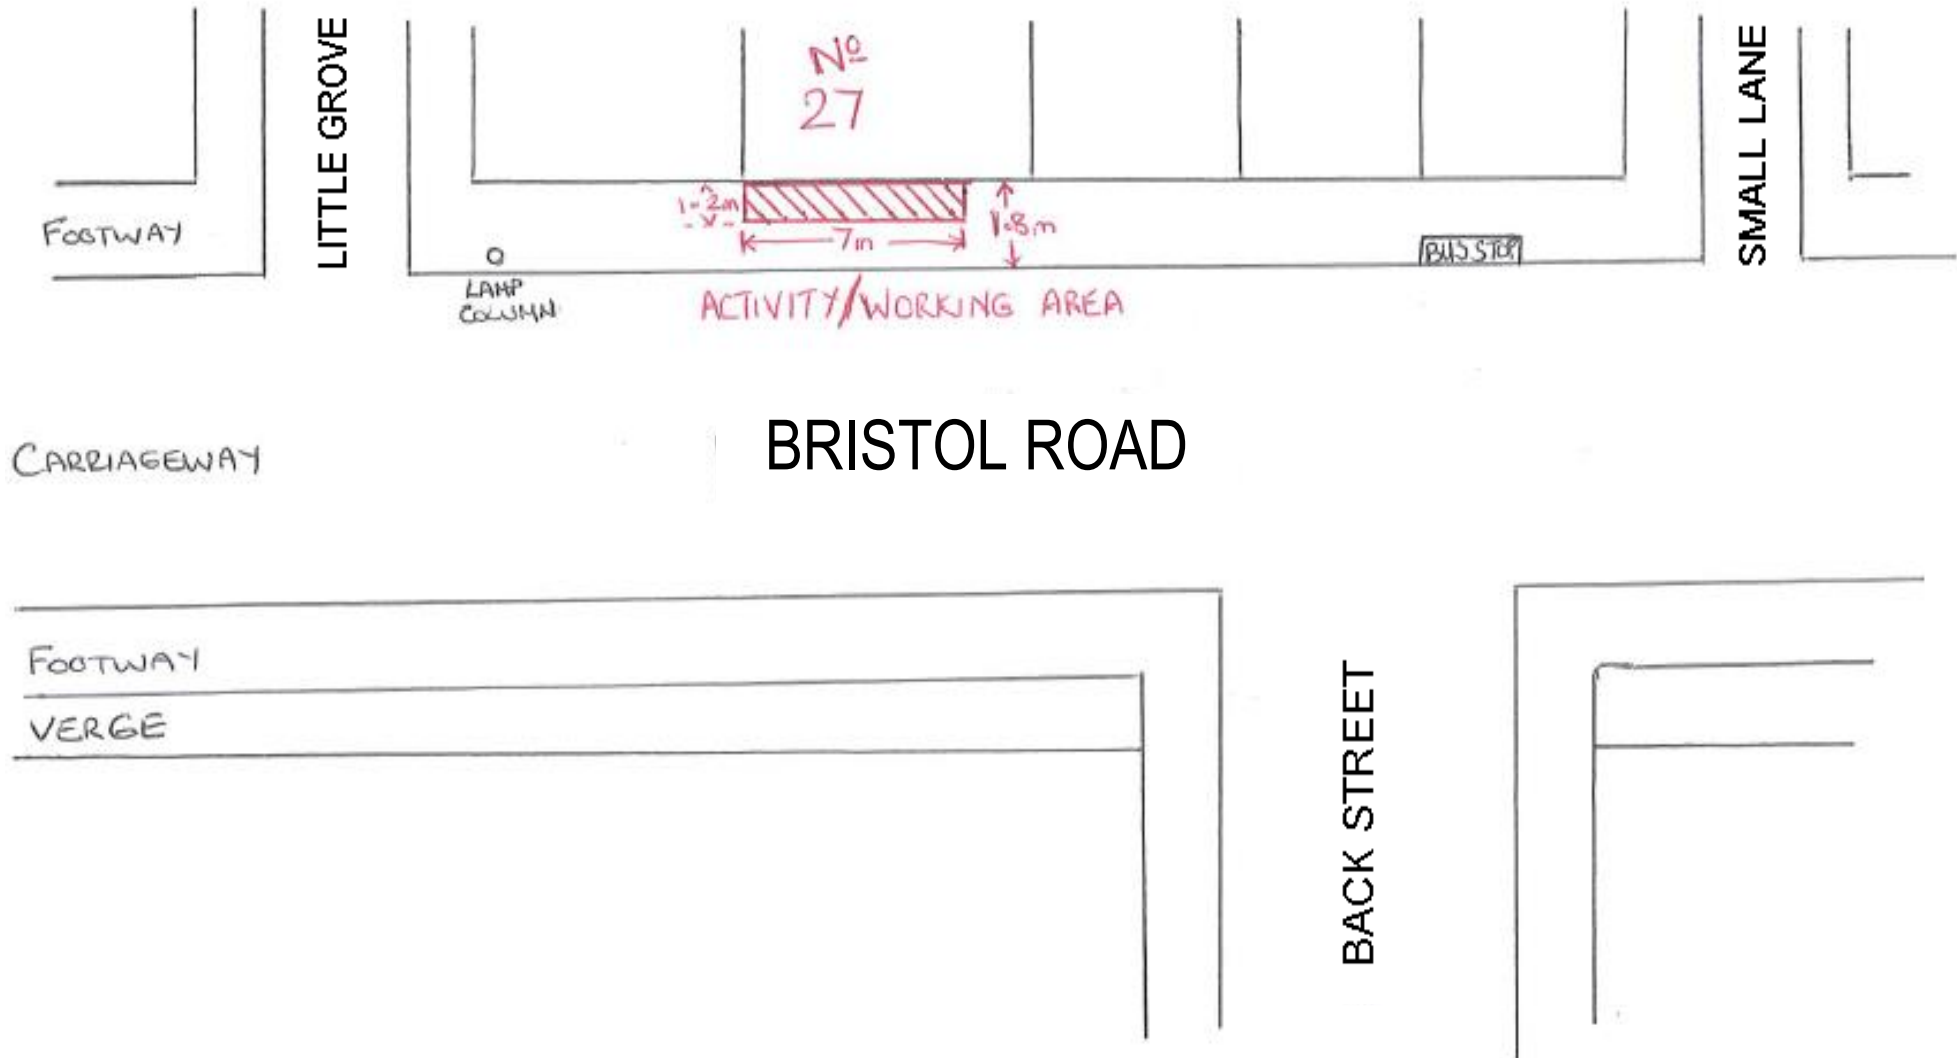 LITTLE GROVE
Nº
27
SMALL LANE
FOOTWAY
1-2m
7m
1.8m
BUS STOP
LAMP
COLUMN
ACTIVITY/WORKING AREA
BRISTOL ROAD
CARRIAGEWAY
FOOTWAY
VERGE
BACK STREET